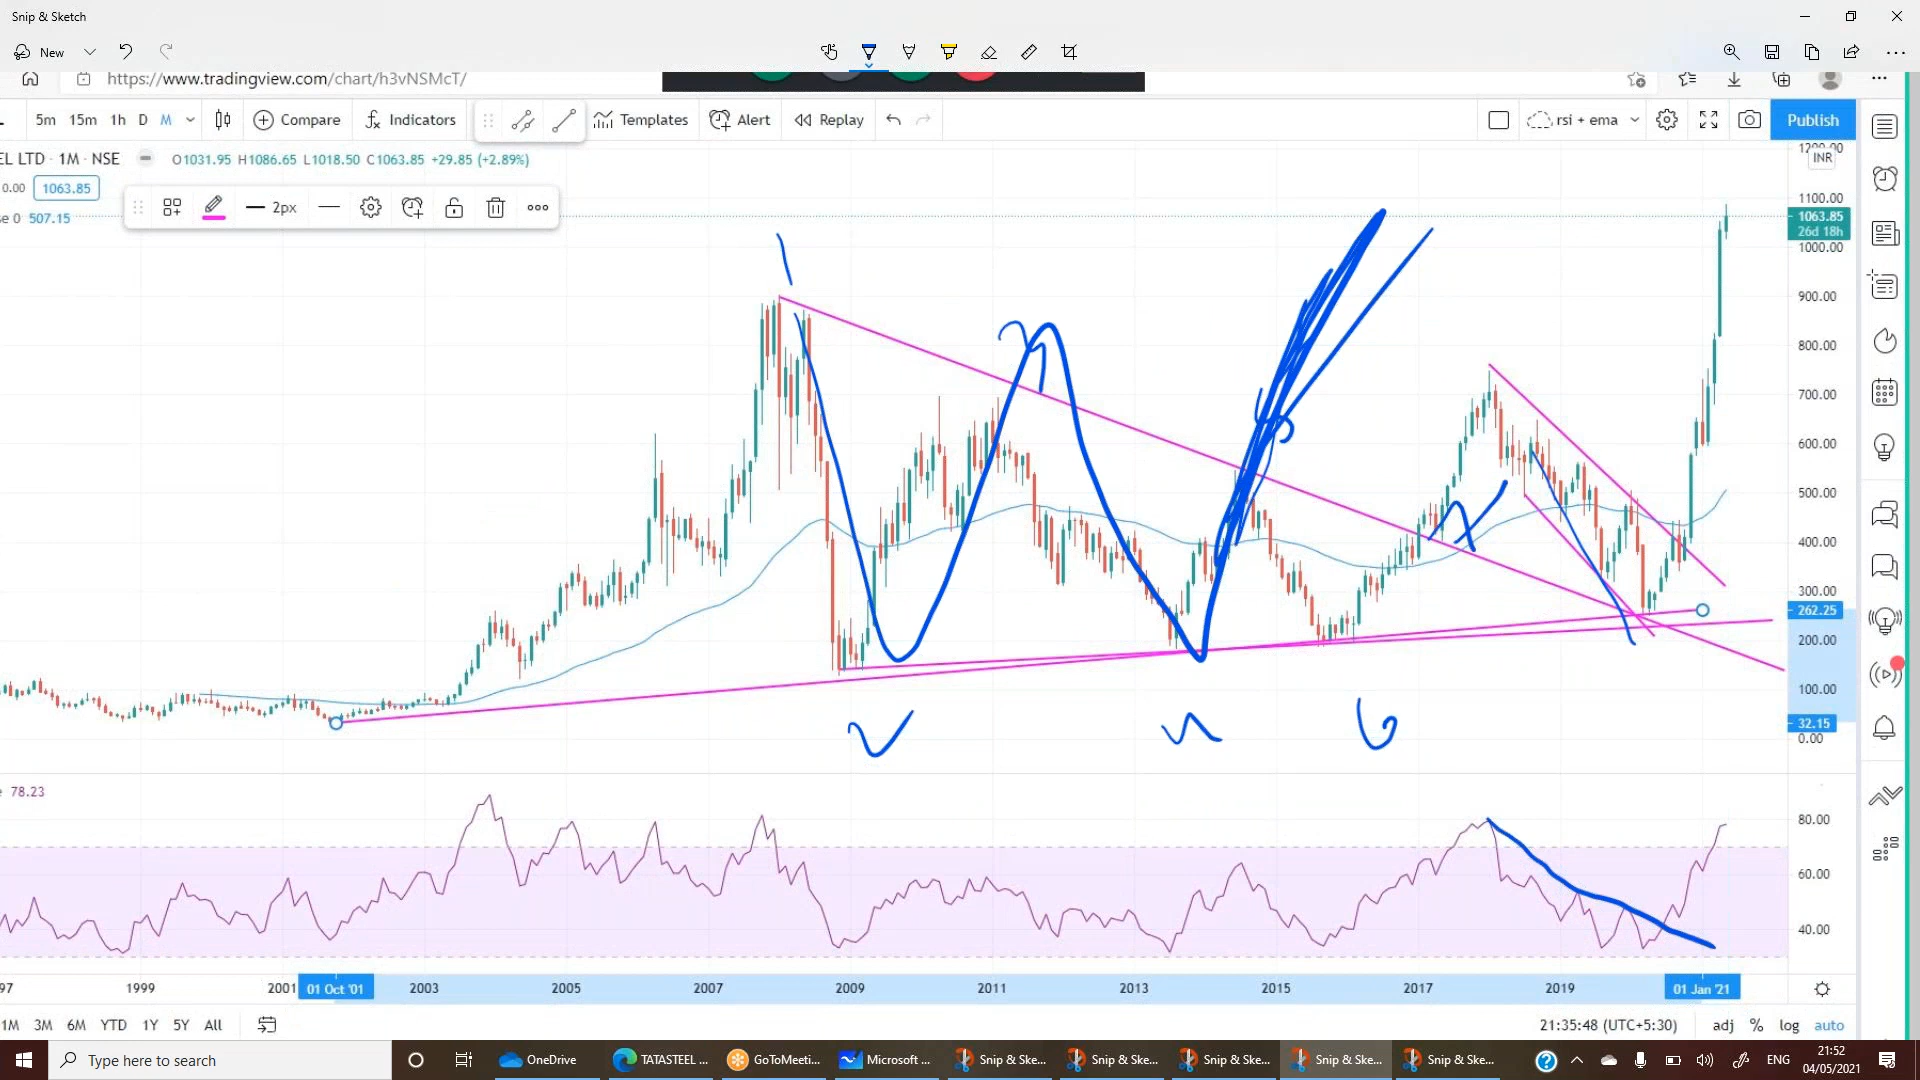 Snip & Sketch
New
https://www.tradingview.com/chart/h3vNSMcT/
5m 15m 1h D M Compare Indicators Templates Alert Replay rsi + ema Publish
EL LTD · 1M · NSE O1031.95 H1086.65 L1018.50 C1063.85 +29.85 (+2.89%)
0.00 1063.85
2px
se 0 507.15
1200.00
INR
1100.00
1063.85
26d 18h
1000.00
900.00
800.00
700.00
600.00
500.00
400.00
300.00
262.25
200.00
100.00
32.15
0.00
78.23
80.00
60.00
40.00
97 1999 2001 01 Oct '01 2003 2005 2007 2009 2011 2013 2015 2017 2019 01 Jan '21
1M 3M 6M YTD 1Y 5Y All 21:35:48 (UTC+5:30) adj % log auto
Type here to search OneDrive TATASTEEL ... GoToMeeti... Microsoft ... Snip & Ske... Snip & Ske... Snip & Ske... Snip & Ske... Snip & Ske... ENG 21:52
04/05/2021